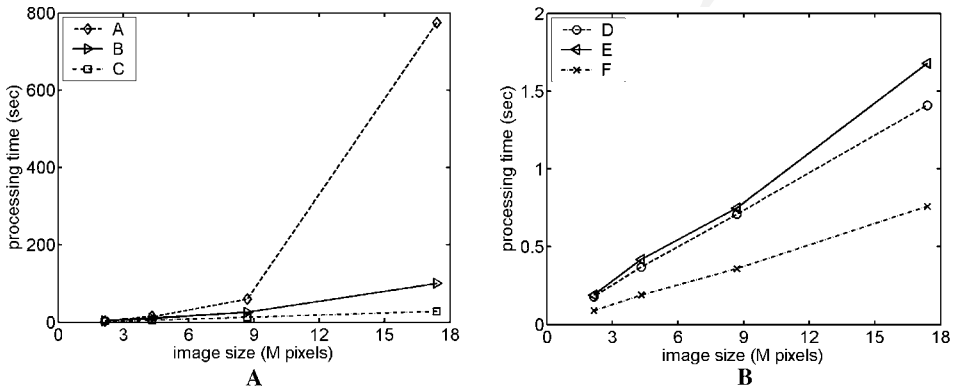 800
600
400
200
0
processing time (sec)
A
B
C
0 3 6 9 12 15 18
image size (M pixels)
A
2
1.5
1
0.5
0
processing time (sec)
D
E
F
0 3 6 9 12 15 18
image size (M pixels)
B